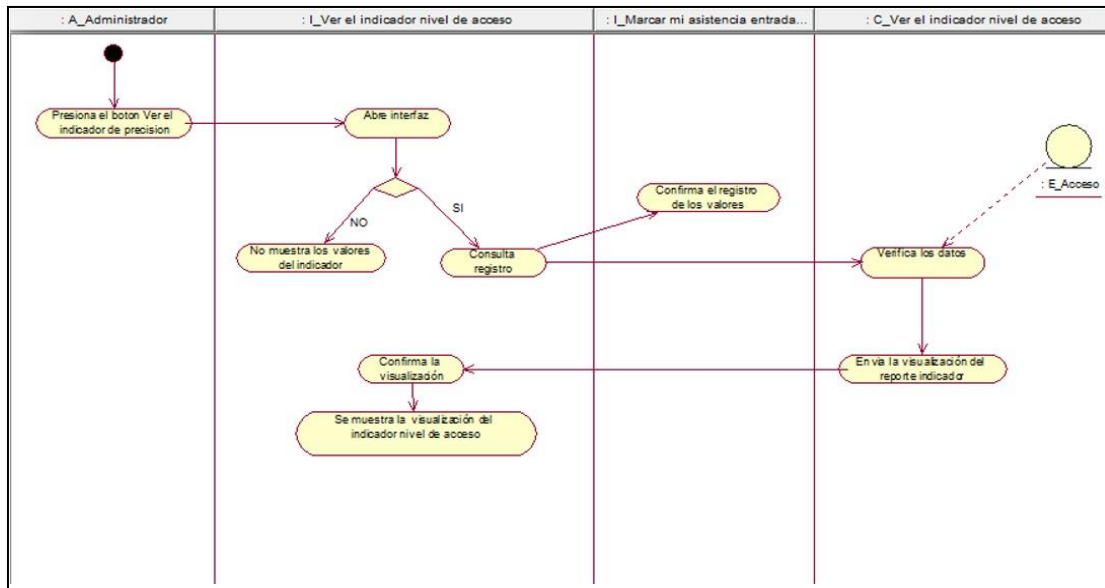 : A_Administrador
: I_Ver el indicador nivel de acceso
: I_Marcar mi asistencia entrada...
: C_Ver el indicador nivel de acceso
Presiona el boton Ver el
indicador de precision
Abre interfaz
NO
SI
No muestra los valores
del indicador
Consulta
registro
Confirma el registro
de los valores
: E_Acceso
Verifica los datos
Envia la visualización del
reporte indicador
Confirma la
visualización
Se muestra la visualización del
indicador nivel de acceso